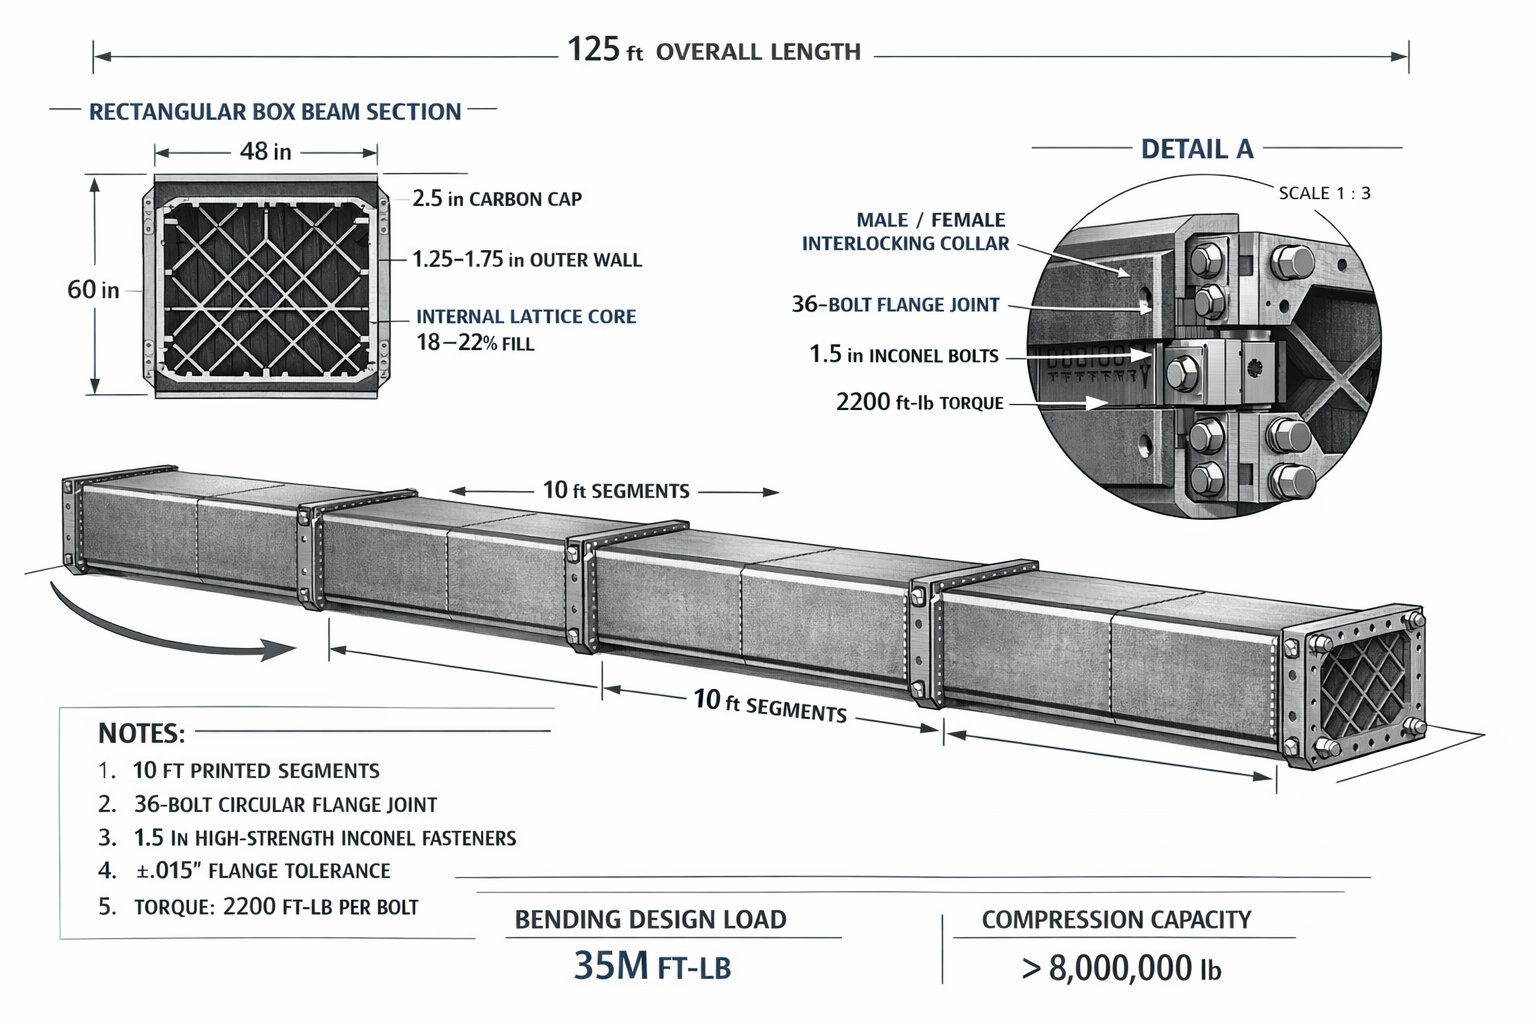 125 ft OVERALL LENGTH
RECTANGULAR BOX BEAM SECTION
48 in
60 in
2.5 in CARBON CAP
1.25–1.75 in OUTER WALL
INTERNAL LATTICE CORE
18–22% FILL
DETAIL A
SCALE 1 : 3
MALE / FEMALE
INTERLOCKING COLLAR
36-BOLT FLANGE JOINT
1.5 in INCONEL BOLTS
2200 ft-lb TORQUE
10 ft SEGMENTS
10 ft SEGMENTS
NOTES:
1. 10 FT PRINTED SEGMENTS
2. 36-BOLT CIRCULAR FLANGE JOINT
3. 1.5 IN HIGH-STRENGTH INCONEL FASTENERS
4. ±.015” FLANGE TOLERANCE
5. TORQUE: 2200 FT-LB PER BOLT
BENDING DESIGN LOAD
35M FT-LB
COMPRESSION CAPACITY
> 8,000,000 lb